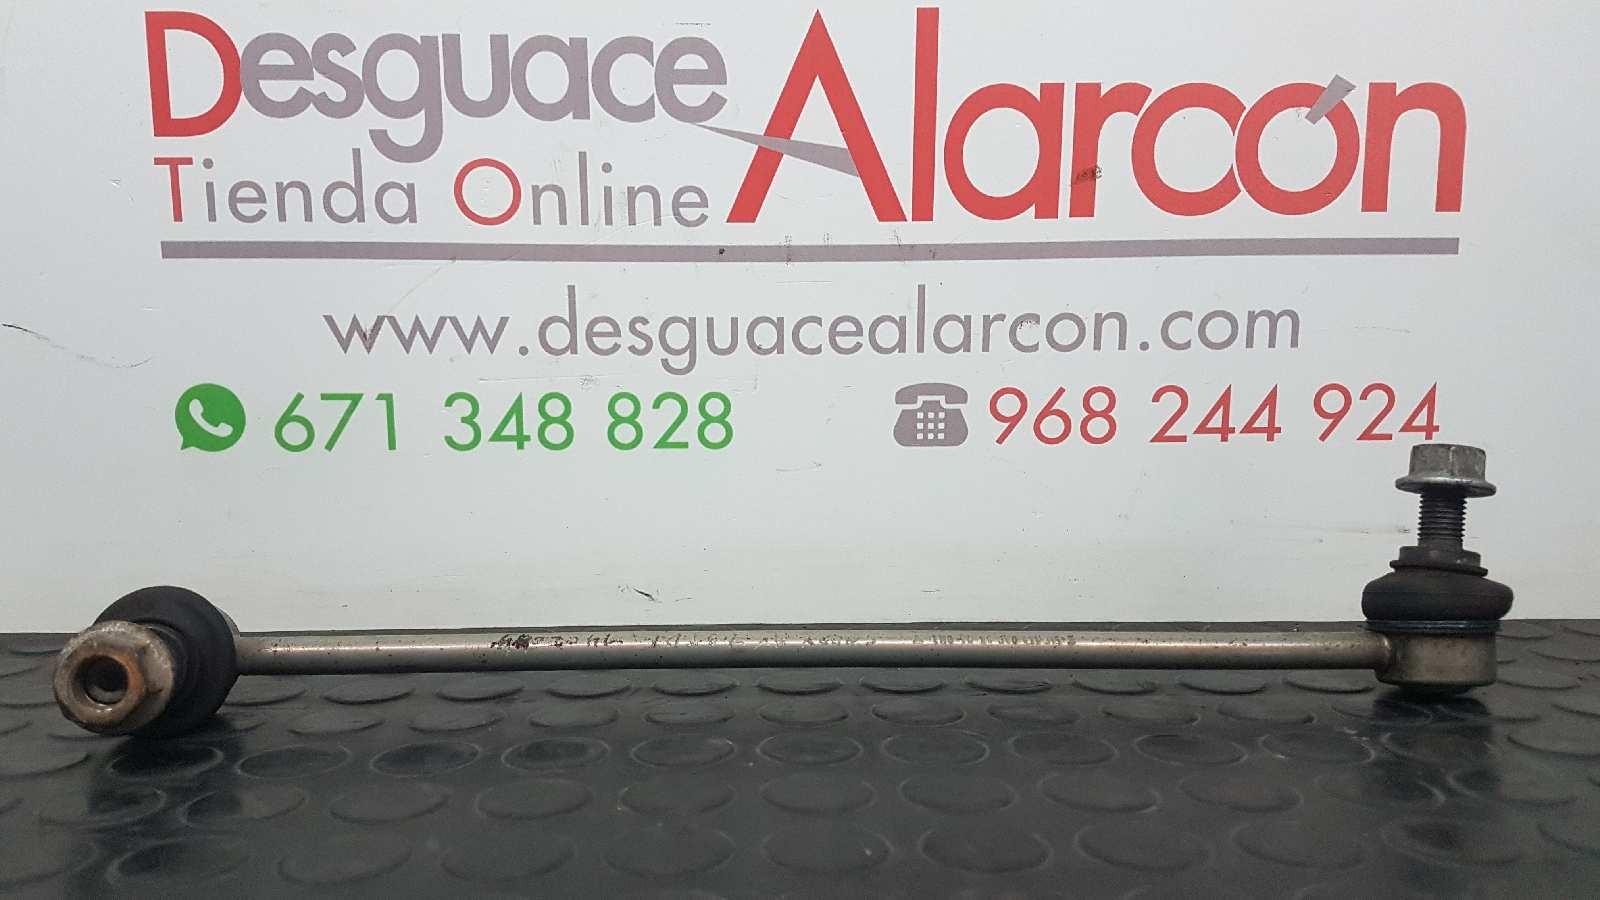 Desguace Alarcón
Tienda Online
www.desguacealarcon.com
671 348 828 968 244 924